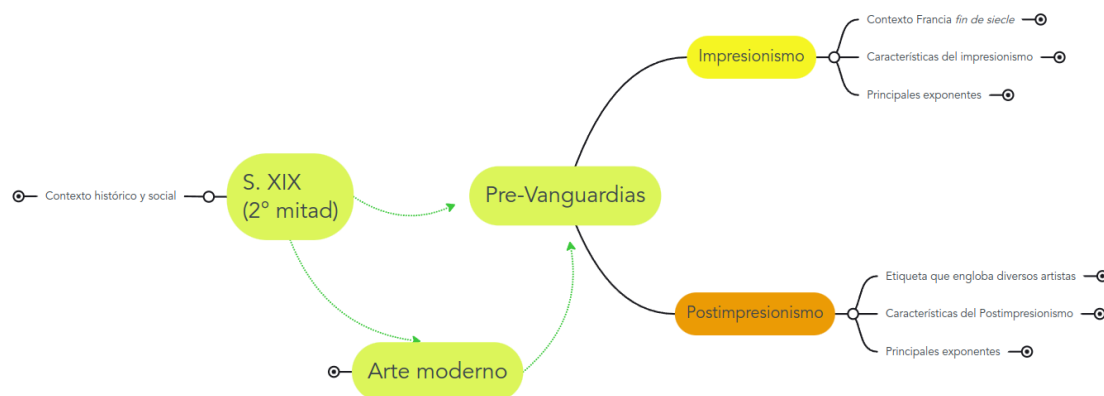 Contexto Francia fin de siecle
Impresionismo
Características del impresionismo
Principales exponentes
S. XIX
(2º mitad)
Contexto histórico y social
Pre-Vanguardias
Etiqueta que engloba diversos artistas
Postimpresionismo
Características del Postimpresionismo
Principales exponentes
Arte moderno